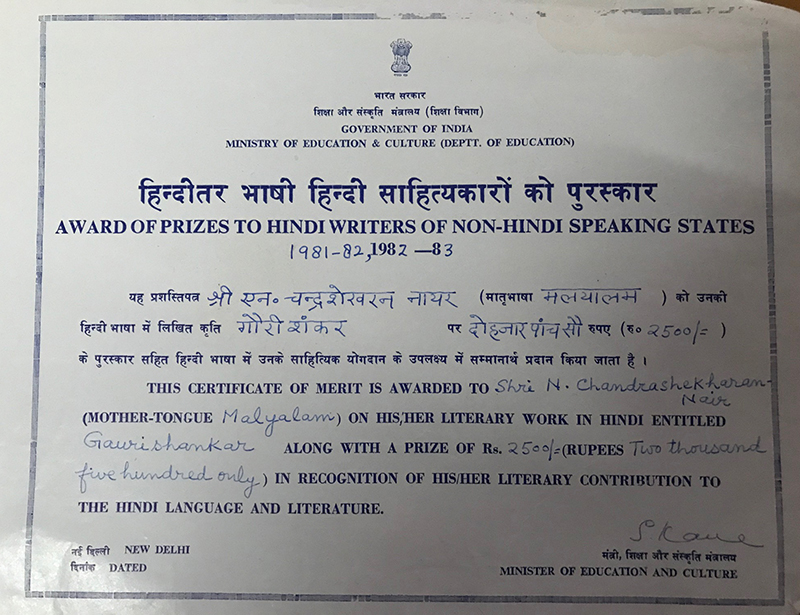 भारत सरकार
शिक्षा और संस्कृति मंत्रालय (शिक्षा विभाग)
GOVERNMENT OF INDIA
MINISTRY OF EDUCATION & CULTURE (DEPTT. OF EDUCATION)
हिन्दीतर भाषी हिन्दी साहित्यकारों को पुरस्कार
AWARD OF PRIZES TO HINDI WRITERS OF NON-HINDI SPEAKING STATES
1981-82, 1982-83
यह प्रशस्तिपत्र श्री एन॰ चन्द्रशेखरन नायर (मातृभाषा मलयालम ) को उनकी
हिन्दी भाषा में लिखित कृति गौरीशंकर पर दोहजार पांचसौ रुपए (रु० 2500/= )
के पुरस्कार सहित हिन्दी भाषा में उनके साहित्यिक योगदान के उपलक्ष्य में सम्मानार्थ प्रदान किया जाता है ।
THIS CERTIFICATE OF MERIT IS AWARDED TO Shri N. Chandrashekharan-
Nair
(MOTHER-TONGUE Malyalam) ON HIS/HER LITERARY WORK IN HINDI ENTITLED
Gaurishankar ALONG WITH A PRIZE OF Rs. 2500/= (RUPEES Two thousand
five hundred only) IN RECOGNITION OF HIS/HER LITERARY CONTRIBUTION TO
THE HINDI LANGUAGE AND LITERATURE.
नई दिल्ली NEW DELHI
दिनांक DATED
मंत्री, शिक्षा और संस्कृति मंत्रालय
MINISTER OF EDUCATION AND CULTURE